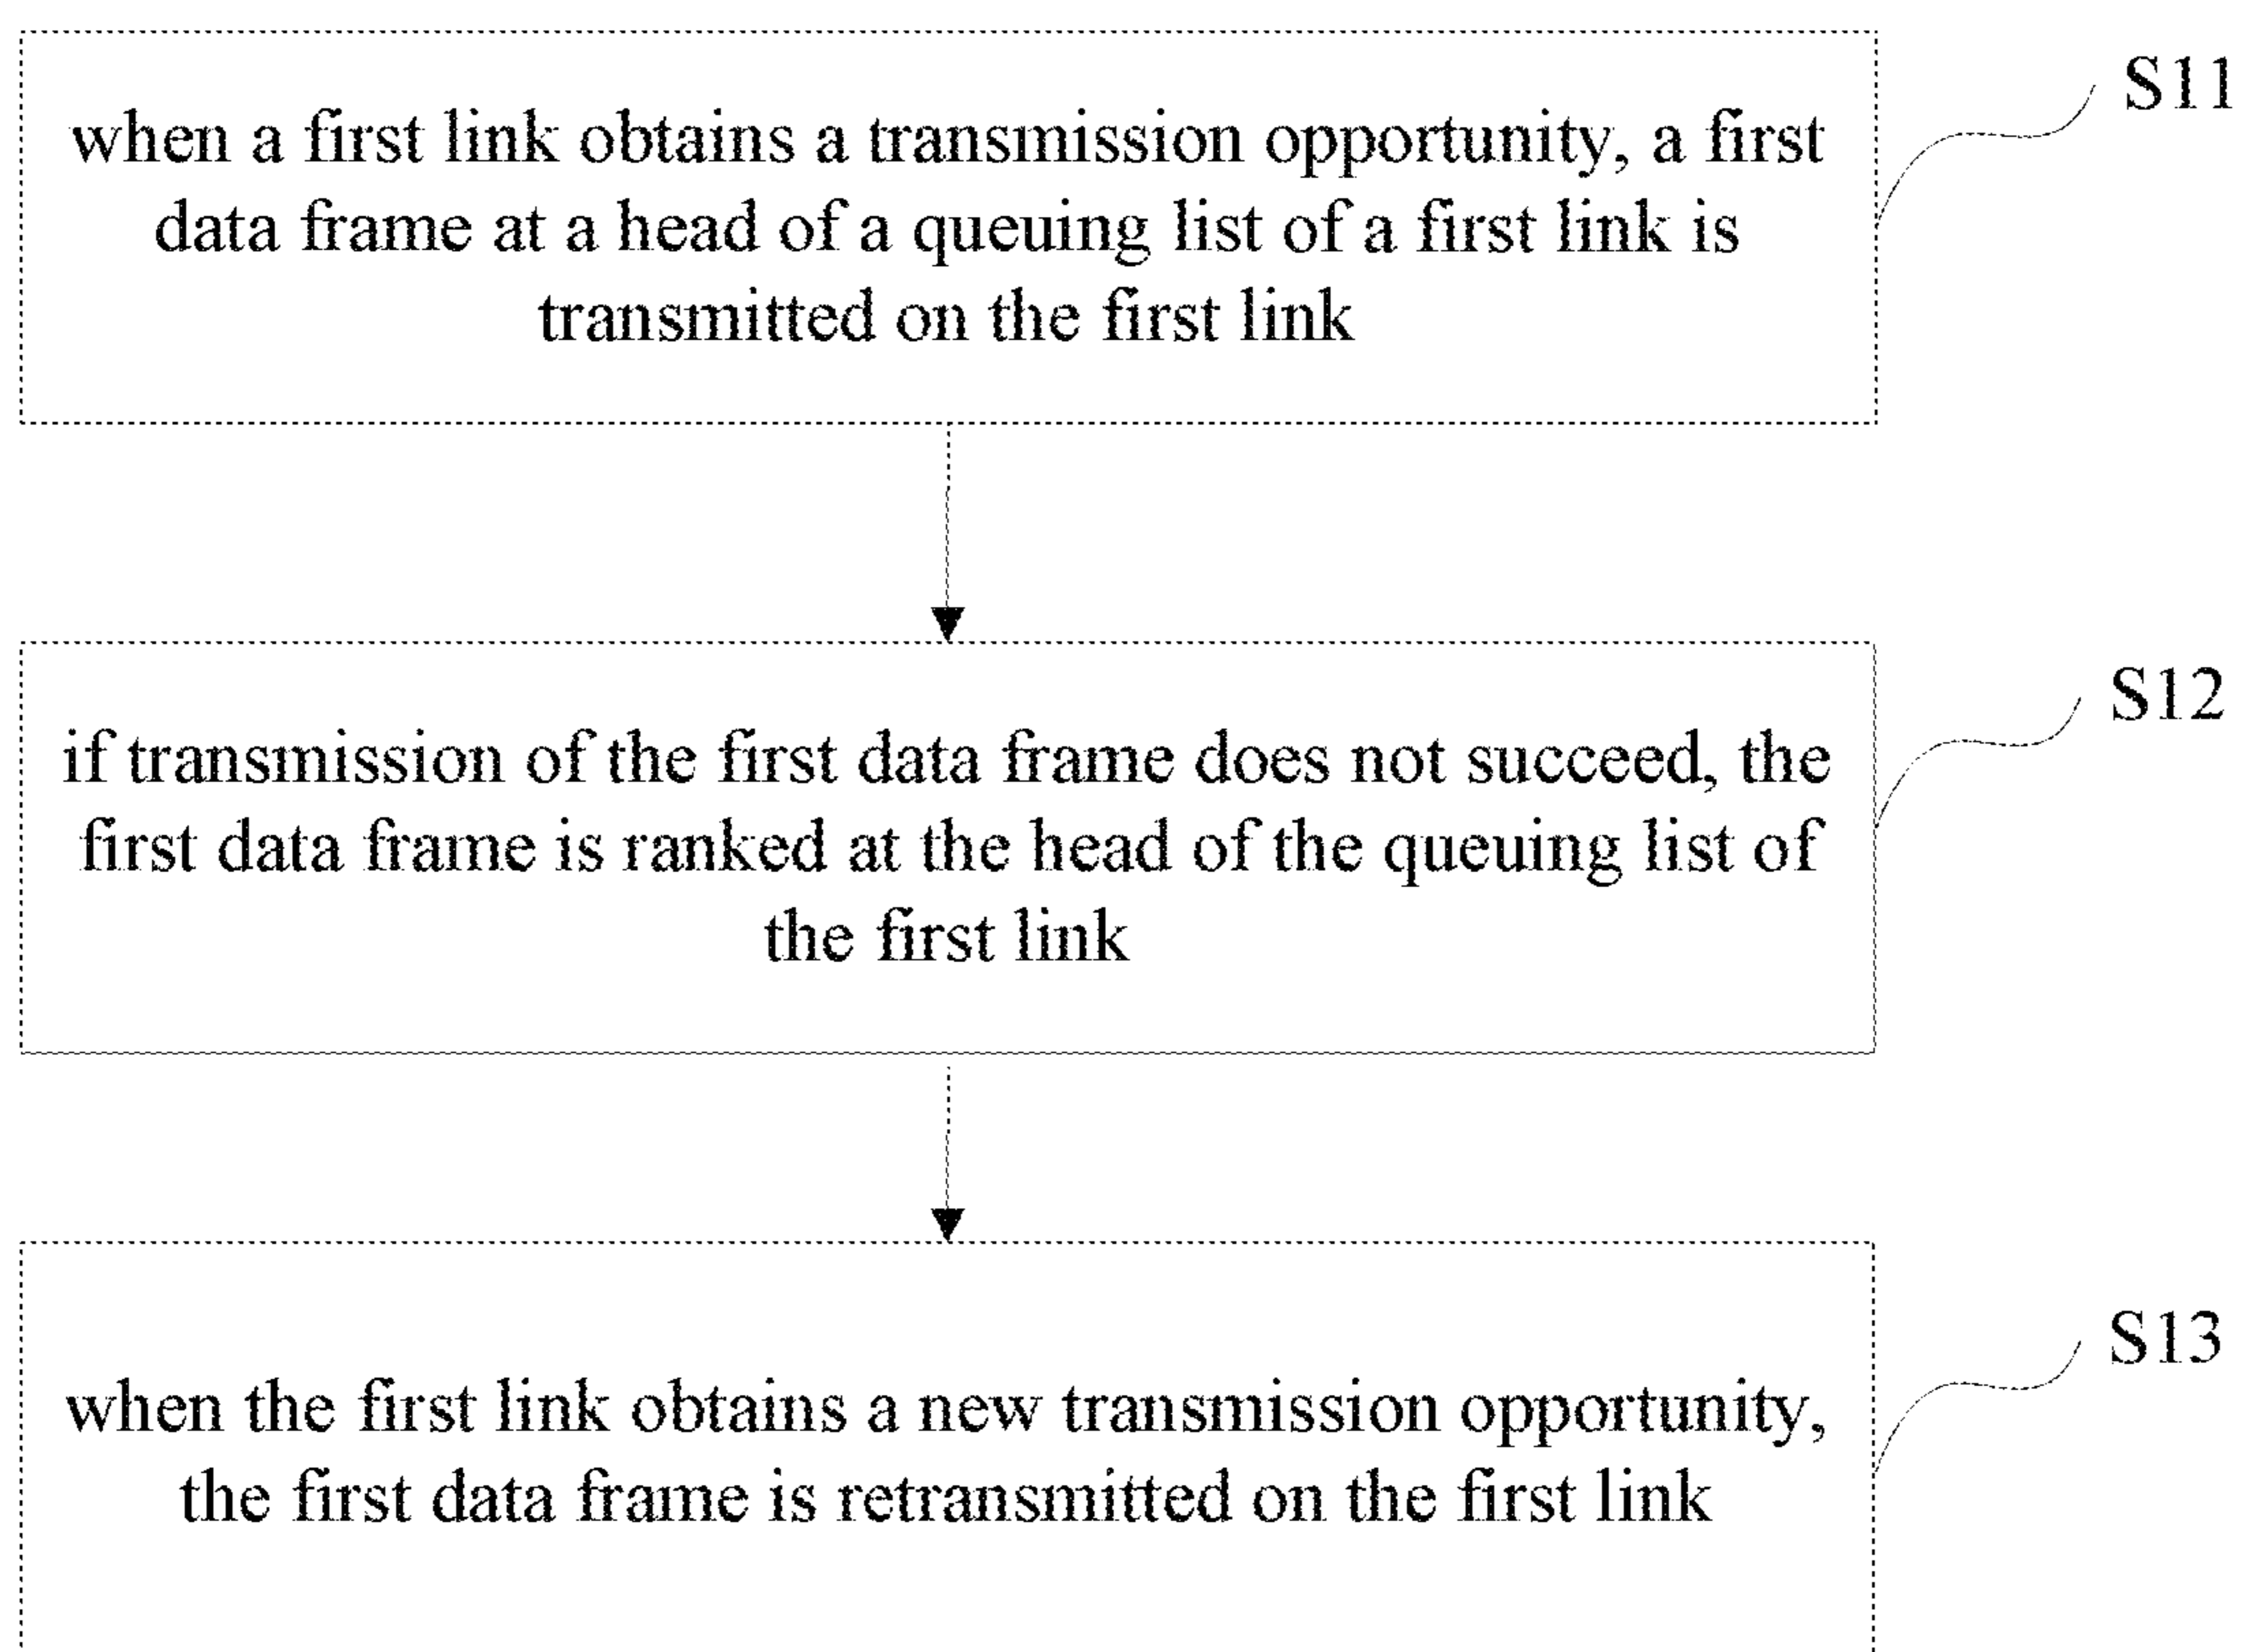 when a first link obtains a transmission opportunity, a first
data frame at a head of a queuing list of a first link is
transmitted on the first link
S11
if transmission of the first data frame does not succeed, the
first data frame is ranked at the head of the queuing list of
the first link
S12
when the first link obtains a new transmission opportunity,
the first data frame is retransmitted on the first link
S13